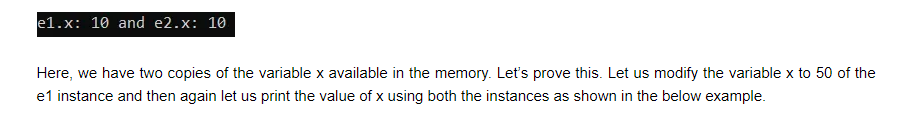 e1.x: 10 and e2.x: 10
Here, we have two copies of the variable x available in the memory. Let’s prove this. Let us modify the variable x to 50 of the
e1 instance and then again let us print the value of x using both the instances as shown in the below example.